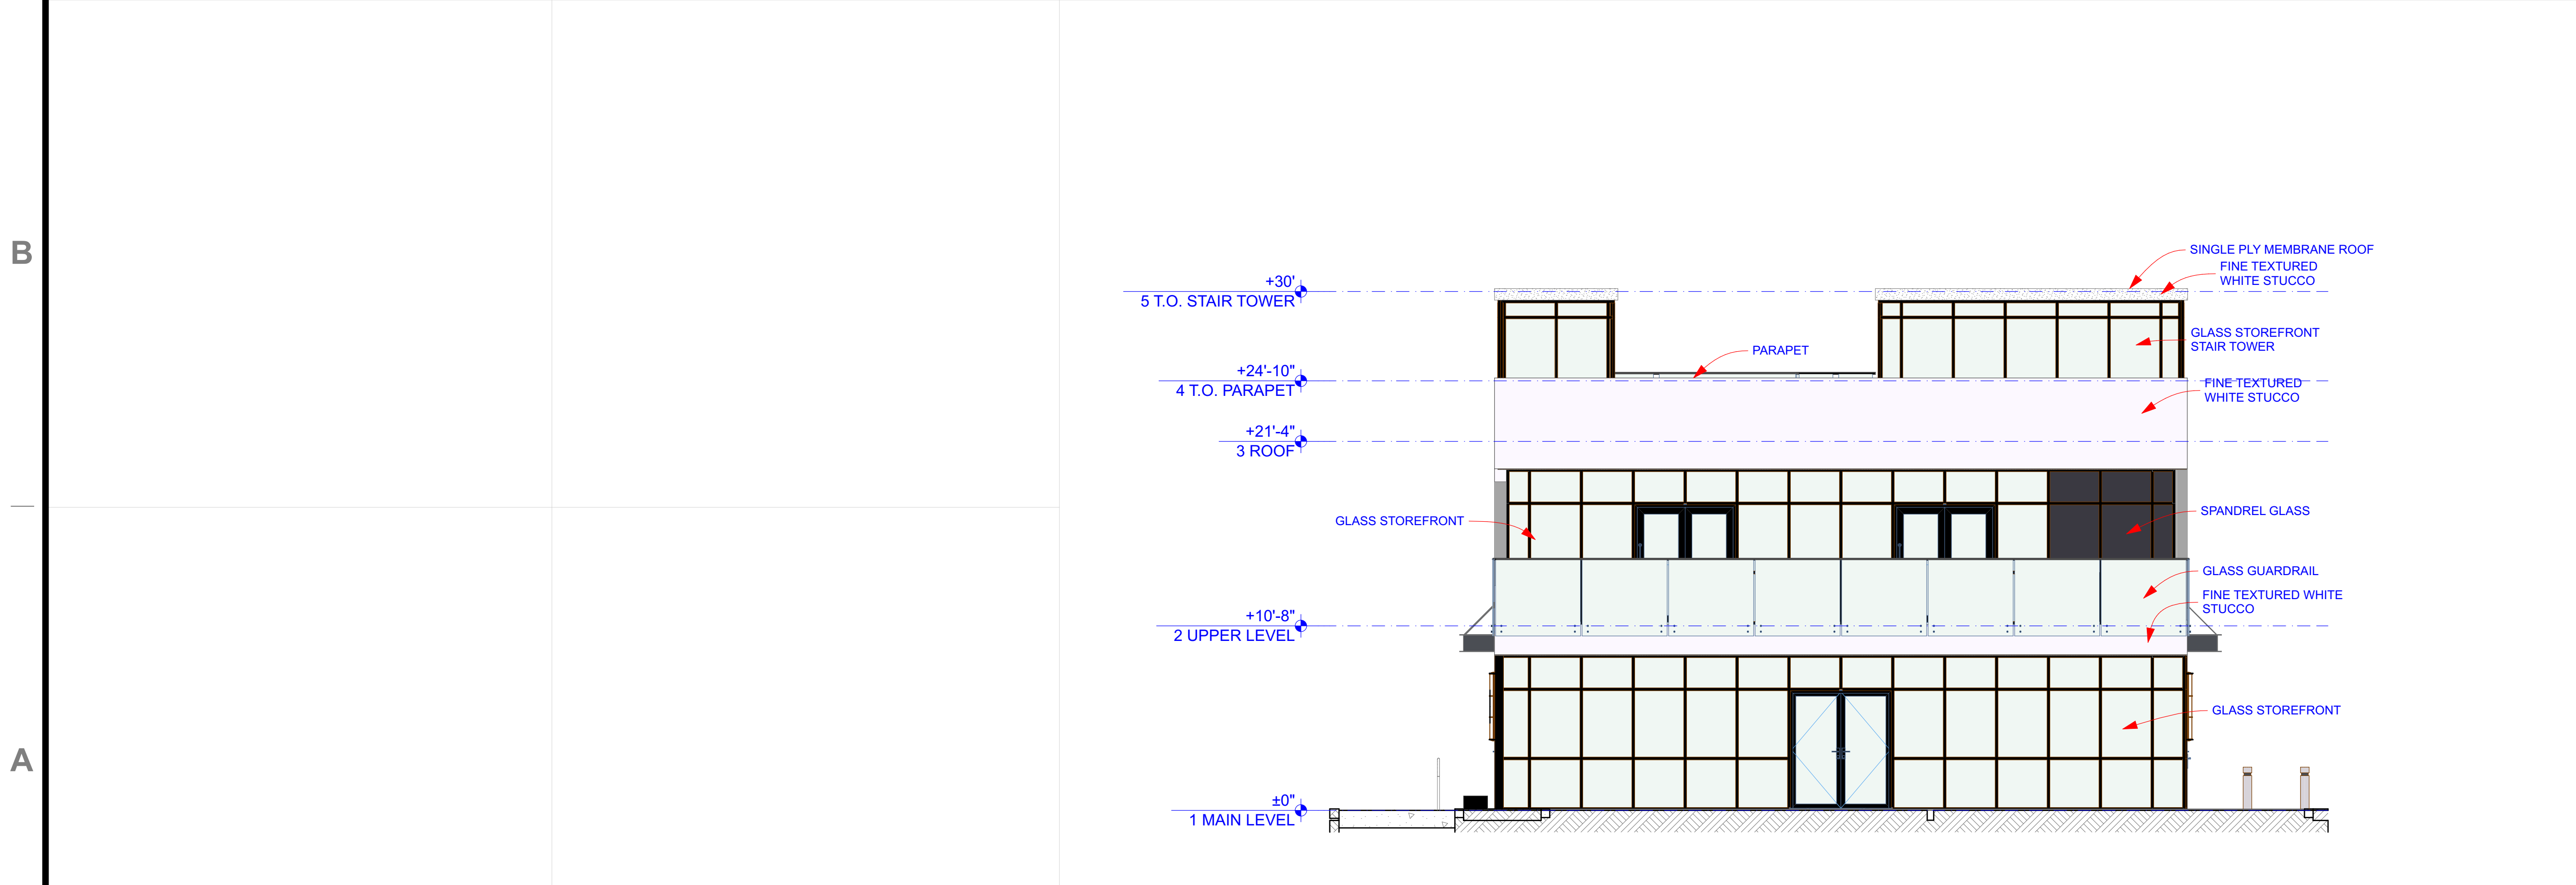 B
SINGLE PLY MEMBRANE ROOF
FINE TEXTURED
WHITE STUCCO
+30'
5 T.O. STAIR TOWER
GLASS STOREFRONT
STAIR TOWER
PARAPET
+24'-10"
4 T.O. PARAPET
FINE TEXTURED
WHITE STUCCO
+21'-4"
3 ROOF
GLASS STOREFRONT
SPANDREL GLASS
GLASS GUARDRAIL
FINE TEXTURED WHITE
STUCCO
+10'-8"
2 UPPER LEVEL
GLASS STOREFRONT
A
±0"
1 MAIN LEVEL